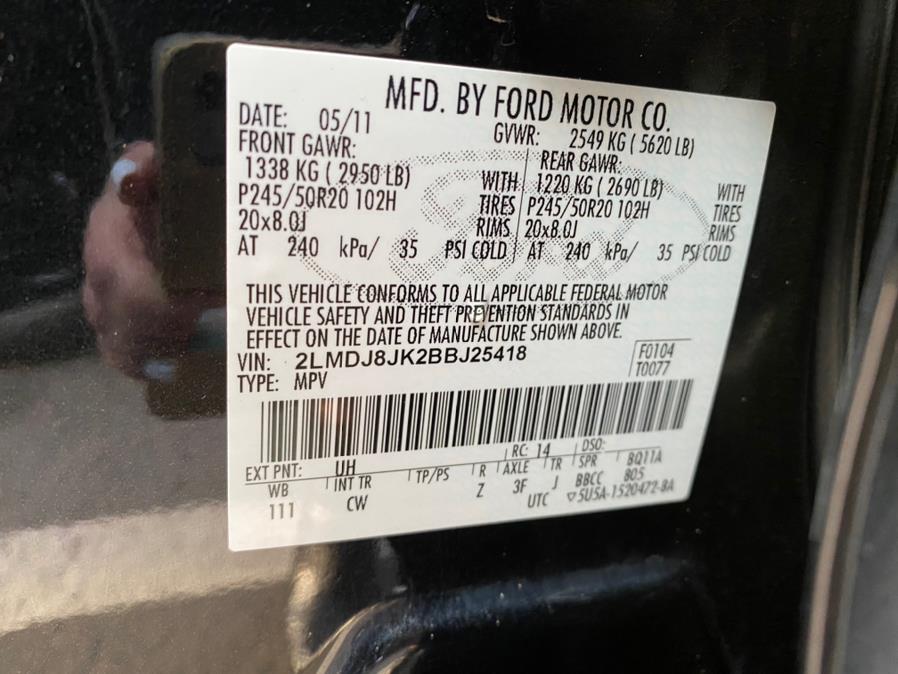 MFD. BY FORD MOTOR CO.
DATE: 05/11 GVWR: 2549 KG ( 5620 LB)
FRONT GAWR: REAR GAWR:
1338 KG ( 2950 LB) WITH 1220 KG ( 2690 LB) WITH
P245/50R20 102H TIRES P245/50R20 102H TIRES
20x8.0J RIMS 20x8.0J RIMS
AT 240 kPa/ 35 PSI COLD AT 240 kPa/ 35 PSI COLD
Ford
THIS VEHICLE CONFORMS TO ALL APPLICABLE FEDERAL MOTOR
VEHICLE SAFETY AND THEFT PREVENTION STANDARDS IN
EFFECT ON THE DATE OF MANUFACTURE SHOWN ABOVE.
VIN: 2LMDJ8JK2BBJ25418 F0104
TYPE: MPV T0077
EXT PNT: UH RC: 14 DSO:
WB INT TR TP/PS R AXLE TR SPR BQ11A
111 CW Z 3F J BBCC B05
UTC ▽5U5A-1520472-BA